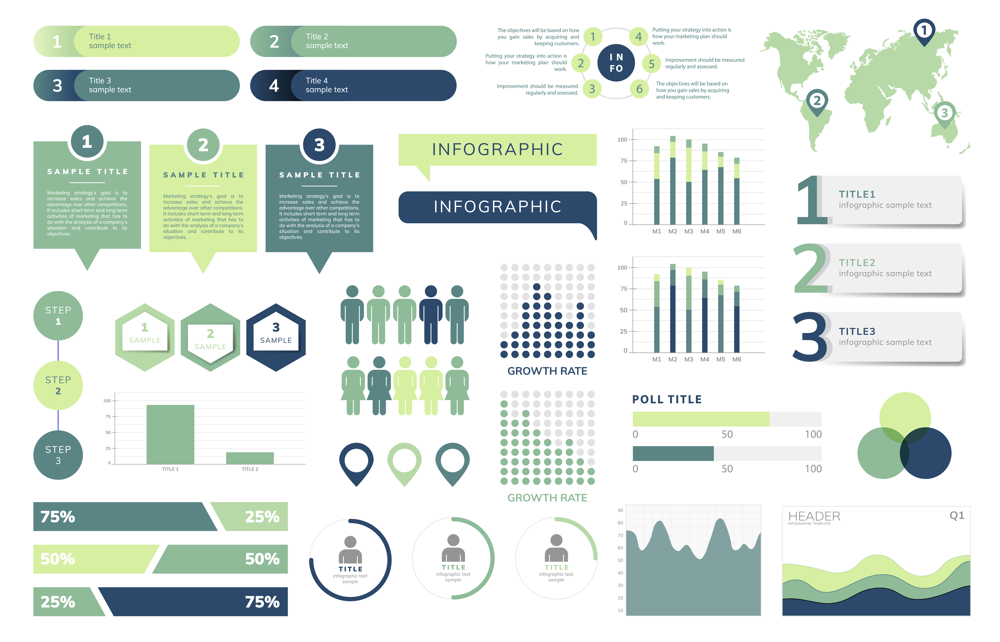 1
Title 1
sample text
2
Title 2
sample text
3
Title 3
sample text
4
Title 4
sample text
The objectives will be based on how
you gain sales by acquiring and
keeping customers.
1
Putting your strategy into action is
how your marketing plan should
work.
2
Improvement should be measured
regularly and assessed.
3
IN
FO
4
Putting your strategy into action is
how your marketing plan should
work.
5
Improvement should be measured
regularly and assessed.
6
The objectives will be based on
how you gain sales by acquiring
and keeping customers.
1
2
3
1
SAMPLE TITLE
Marketing strategy's goal is to
increase sales and achieve the
advantage over other competitions.
It includes short term and long term
activities of marketing that has to
do with the analysis of a company's
situation and contribute to its
objectives.
2
SAMPLE TITLE
Marketing strategy's goal is to
increase sales and achieve the
advantage over other competitions.
It includes short term and long term
activities of marketing that has to
do with the analysis of a company's
situation and contribute to its
objectives.
3
SAMPLE TITLE
Marketing strategy's goal is to
increase sales and achieve the
advantage over other competitions.
It includes short term and long term
activities of marketing that has to
do with the analysis of a company's
situation and contribute to its
objectives.
INFOGRAPHIC
INFOGRAPHIC
100
75
50
25
0
M1 M2 M3 M4 M5 M6
1
TITLE1
infographic sample text
2
TITLE2
infographic sample text
3
TITLE3
infographic sample text
100
75
50
25
0
M1 M2 M3 M4 M5 M6
STEP
1
STEP
2
STEP
3
1
SAMPLE
2
SAMPLE
3
SAMPLE
100
75
50
25
0
TITLE 1 TITLE 2
GROWTH RATE
GROWTH RATE
POLL TITLE
0 50 100
0 50 100
75% 25%
50% 50%
25% 75%
TITLE
infographic text
sample
TITLE
infographic text
sample
TITLE
infographic text
sample
90
80
70
60
50
40
30
20
10
HEADER
INFOGRAPHIC TEMPLATE
Q1